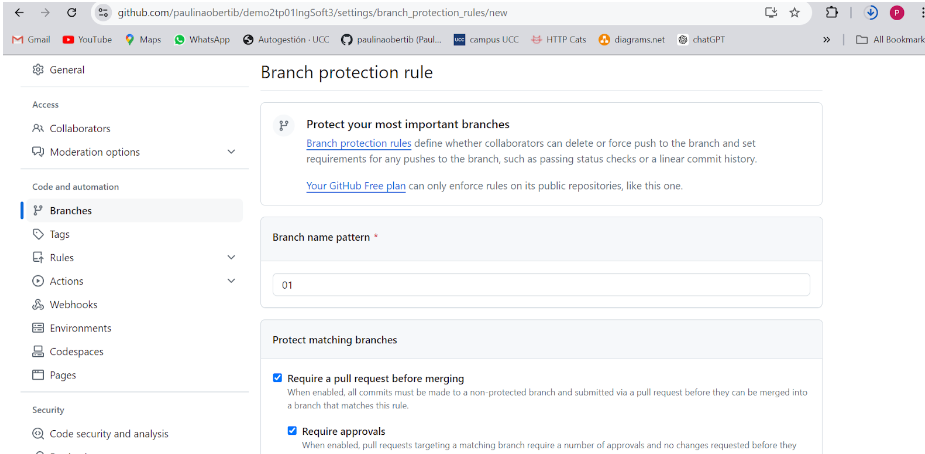 github.com/paulinaobertib/demo2tp01IngSoft3/settings/branch_protection_rules/new
P
Gmail YouTube Maps WhatsApp Autogestión · UCC paulinaobertib (Paul... UCC campus UCC HTTP Cats diagrams.net chatGPT » All Bookmark
General
Access
Collaborators
Moderation options
Code and automation
Branches
Tags
Rules
Actions
Webhooks
Environments
Codespaces
Pages
Security
Code security and analysis
Branch protection rule
Protect your most important branches
Branch protection rules define whether collaborators can delete or force push to the branch and set
requirements for any pushes to the branch, such as passing status checks or a linear commit history.
Your GitHub Free plan can only enforce rules on its public repositories, like this one.
Branch name pattern *
01
Protect matching branches
Require a pull request before merging
When enabled, all commits must be made to a non-protected branch and submitted via a pull request before they can be merged into
a branch that matches this rule.
Require approvals
When enabled, pull requests targeting a matching branch require a number of approvals and no changes requested before they